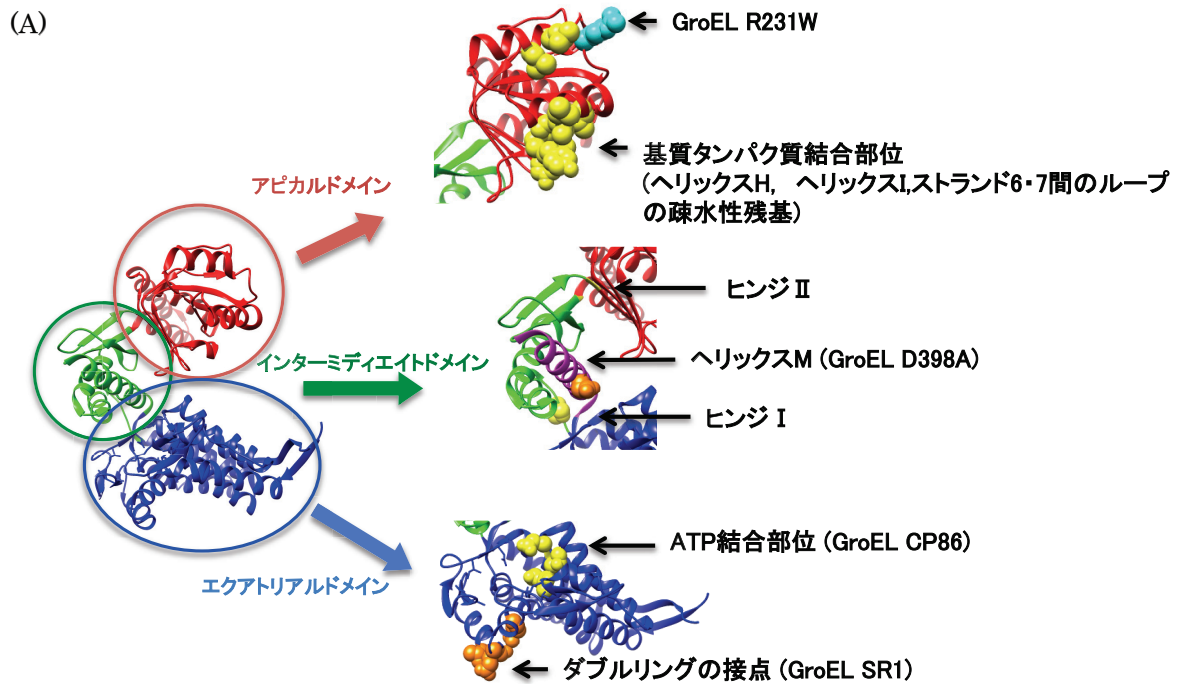 (A)
GroEL R231W
基質タンパク質結合部位
(ヘリックスH, ヘリックスI,ストランド6・7間のループ
の疎水性残基)
アピカルドメイン
ヒンジⅡ
インターミディエイトドメイン
ヘリックスM (GroEL D398A)
ヒンジⅠ
ATP結合部位 (GroEL CP86)
エクアトリアルドメイン
ダブルリングの接点 (GroEL SR1)